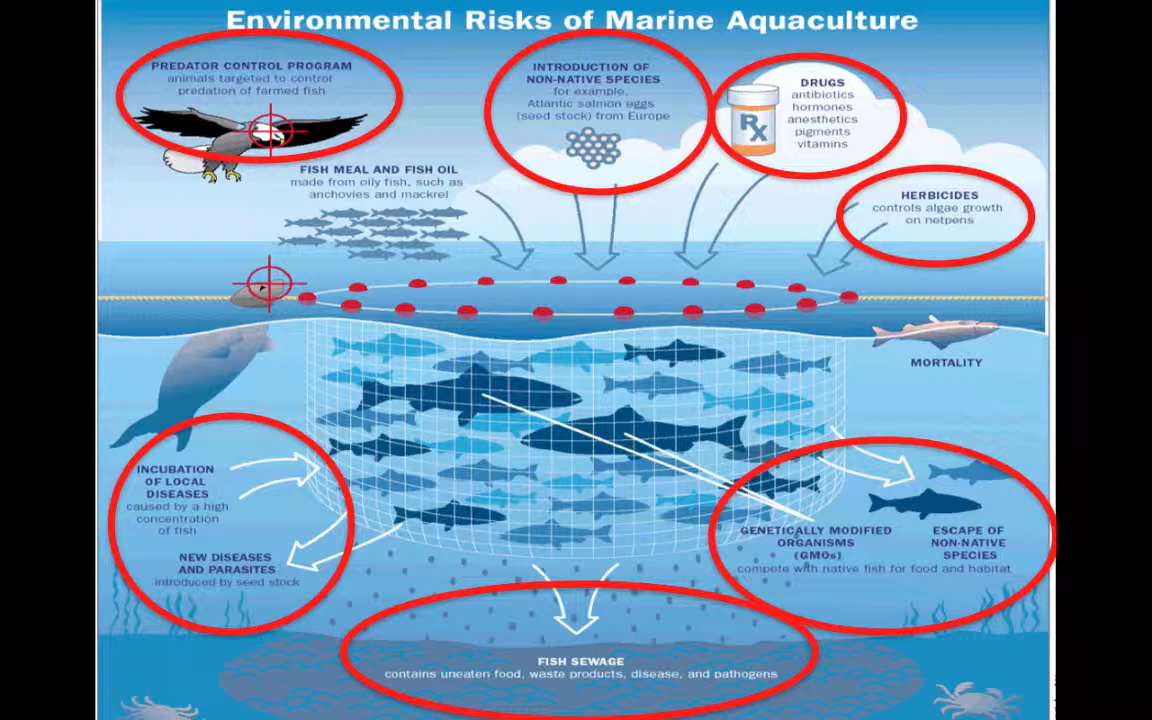 Environmental Risks of Marine Aquaculture
PREDATOR CONTROL PROGRAM
animals targeted to control
predation of farmed fish
INTRODUCTION OF
NON-NATIVE SPECIES
for example,
Atlantic salmon eggs
(seed stock) from Europe
DRUGS
antibiotics
hormones
anesthetics
pigments
vitamins
Rx
FISH MEAL AND FISH OIL
made from oily fish, such as
anchovies and mackrel
HERBICIDES
controls algae growth
on netpens
MORTALITY
INCUBATION
OF LOCAL
DISEASES
caused by a high
concentration
of fish
NEW DISEASES
AND PARASITES
introduced by seed stock
GENETICALLY MODIFIED
ORGANISMS
(GMOs)
ESCAPE OF
NON-NATIVE
SPECIES
compete with native fish for food and habitat
FISH SEWAGE
contains uneaten food, waste products, disease, and pathogens